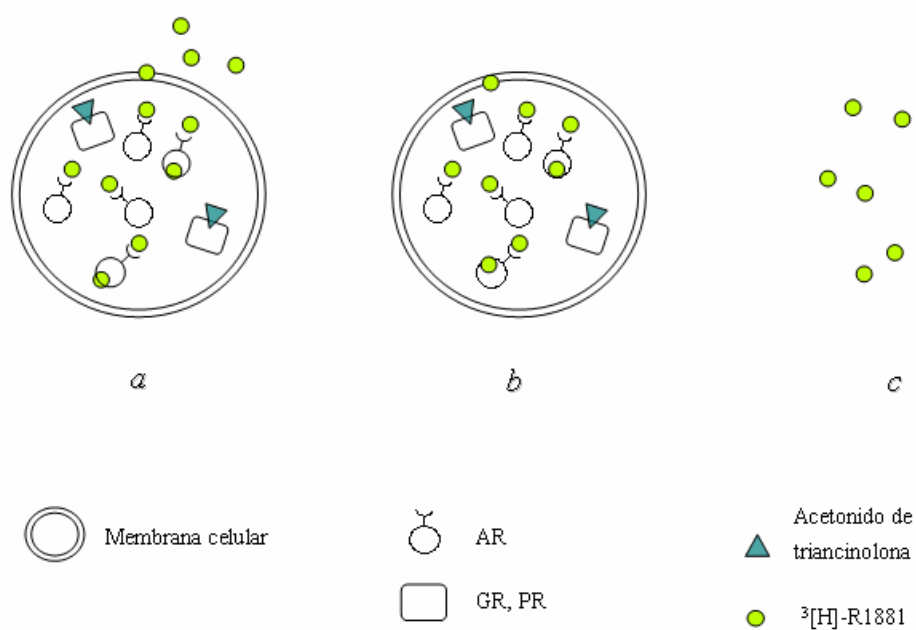 a
b
c
Membrana celular
AR
GR, PR
Acetonido de
triancinolona
³[H]-R1881